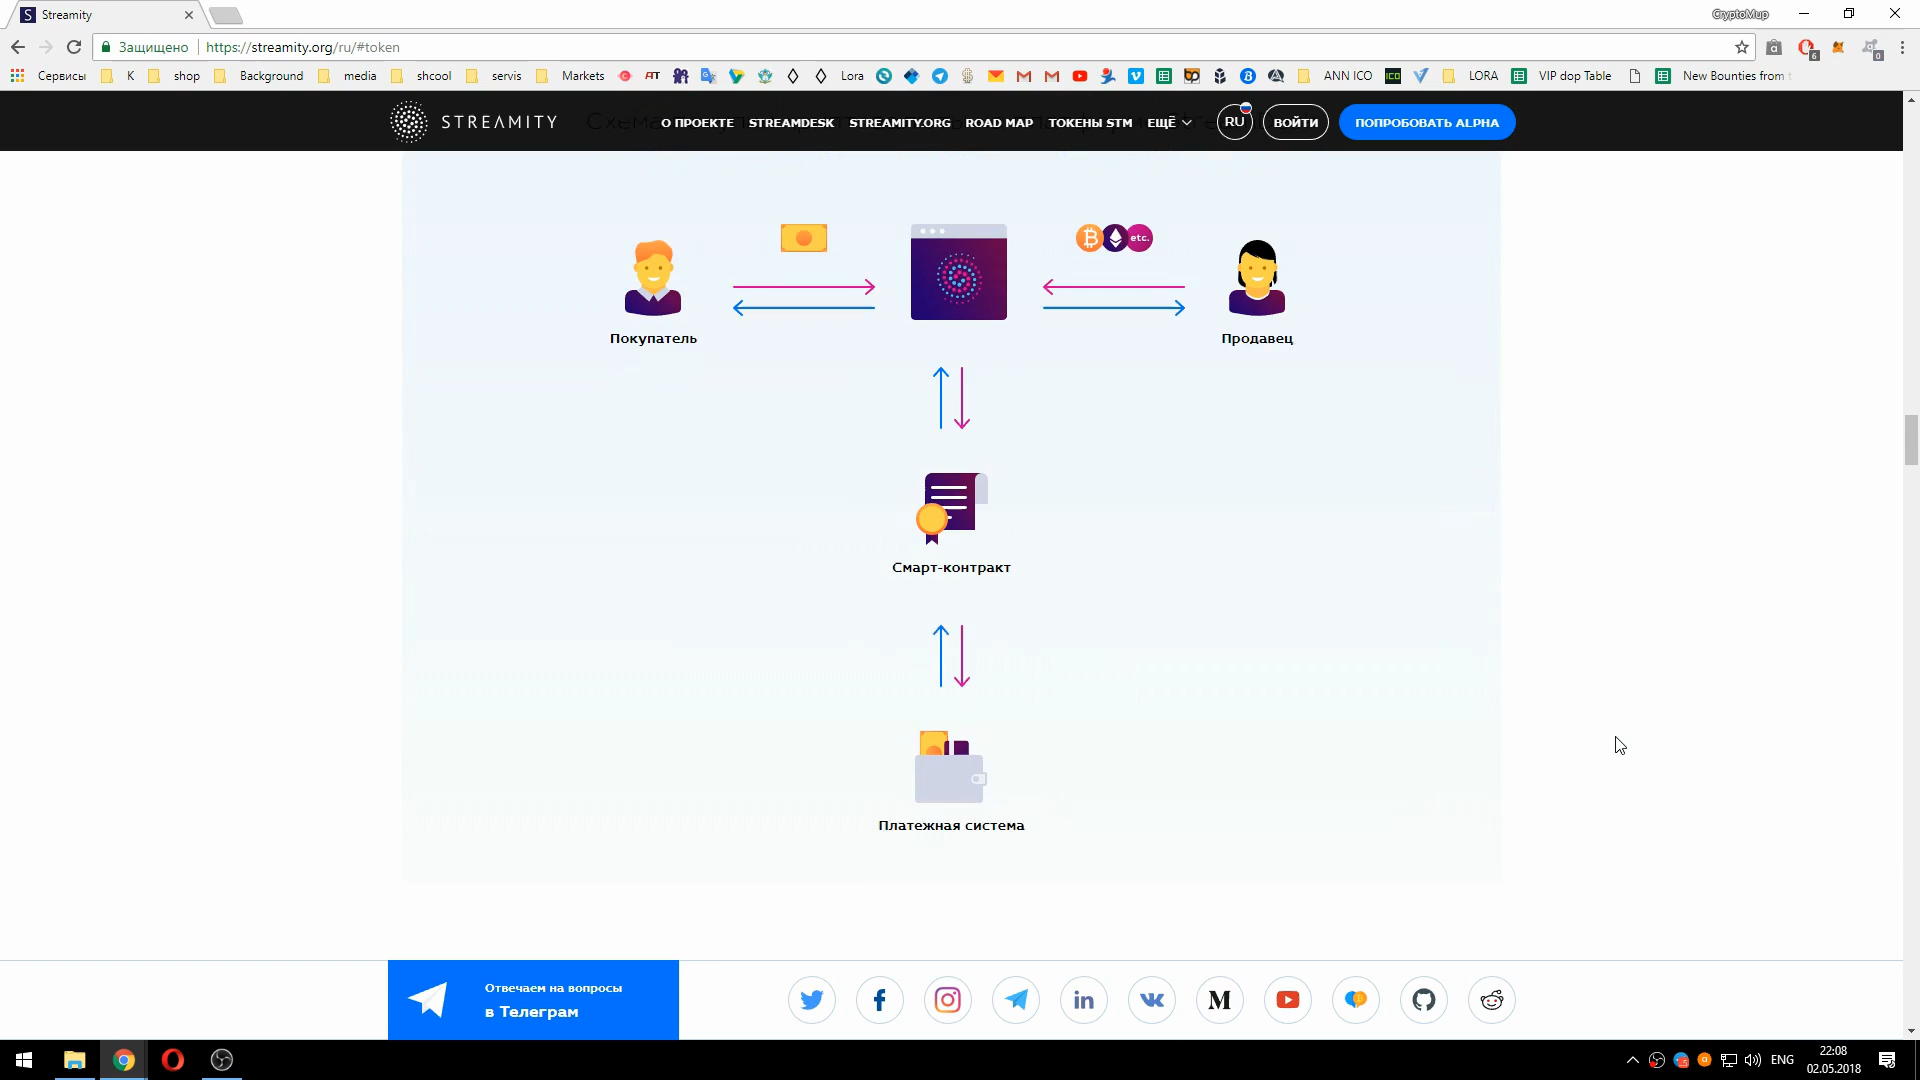 Streamity
CryptoMup
Защищено
https://streamity.org/ru/#token
Сервисы K shop Background media shcool servis Markets AT Lora ANN ICO ICO LORA VIP dop Table New Bounties from
STREAMITY О ПРОЕКТЕ STREAMDESK STREAMITY.ORG ROAD MAP ТОКЕНЫ STM ЕЩЁ RU ВОЙТИ ПОПРОБОВАТЬ ALPHA
etc.
Покупатель
Продавец
Смарт-контракт
Платежная система
Отвечаем на вопросы
в Телеграм
ENG
22:08
02.05.2018